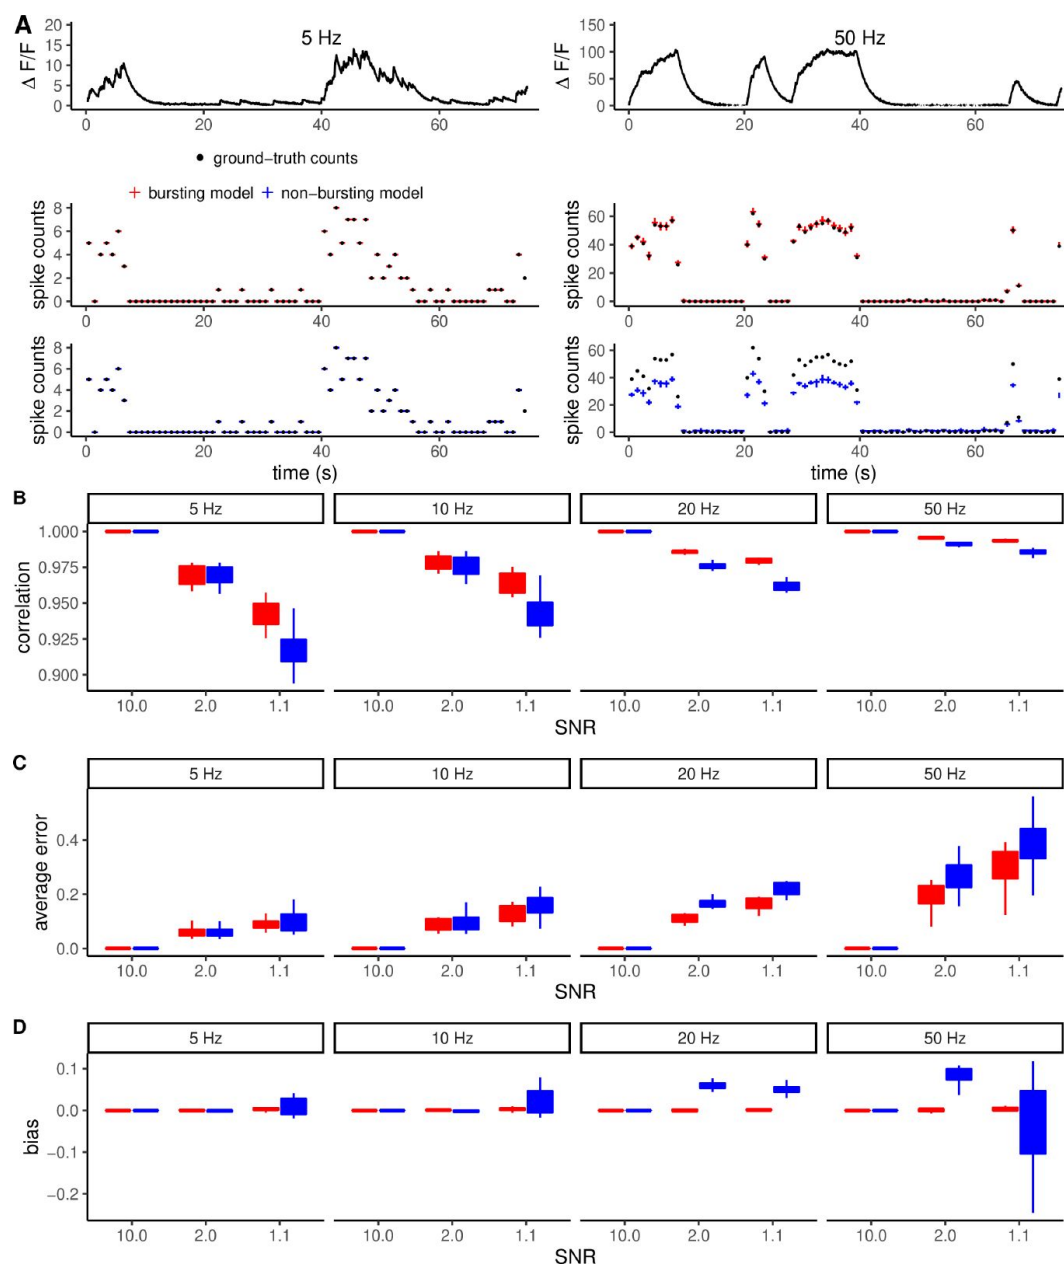 A
5 Hz
50 Hz
Δ F/F
20
15
10
5
0
0 20 40 60
Δ F/F
150
100
50
0
0 20 40 60
ground−truth counts
bursting model non−bursting model
spike counts
8
6
4
2
0
0 20 40 60
spike counts
60
40
20
0
0 20 40 60
spike counts
8
6
4
2
0
0 20 40 60
time (s)
spike counts
60
40
20
0
0 20 40 60
time (s)
B
5 Hz 10 Hz 20 Hz 50 Hz
correlation
1.000
0.975
0.950
0.925
0.900
10.0 2.0 1.1 10.0 2.0 1.1 10.0 2.0 1.1 10.0 2.0 1.1
SNR
C
5 Hz 10 Hz 20 Hz 50 Hz
average error
0.4
0.2
0.0
10.0 2.0 1.1 10.0 2.0 1.1 10.0 2.0 1.1 10.0 2.0 1.1
SNR
D
5 Hz 10 Hz 20 Hz 50 Hz
bias
0.1
0.0
−0.1
−0.2
10.0 2.0 1.1 10.0 2.0 1.1 10.0 2.0 1.1 10.0 2.0 1.1
SNR